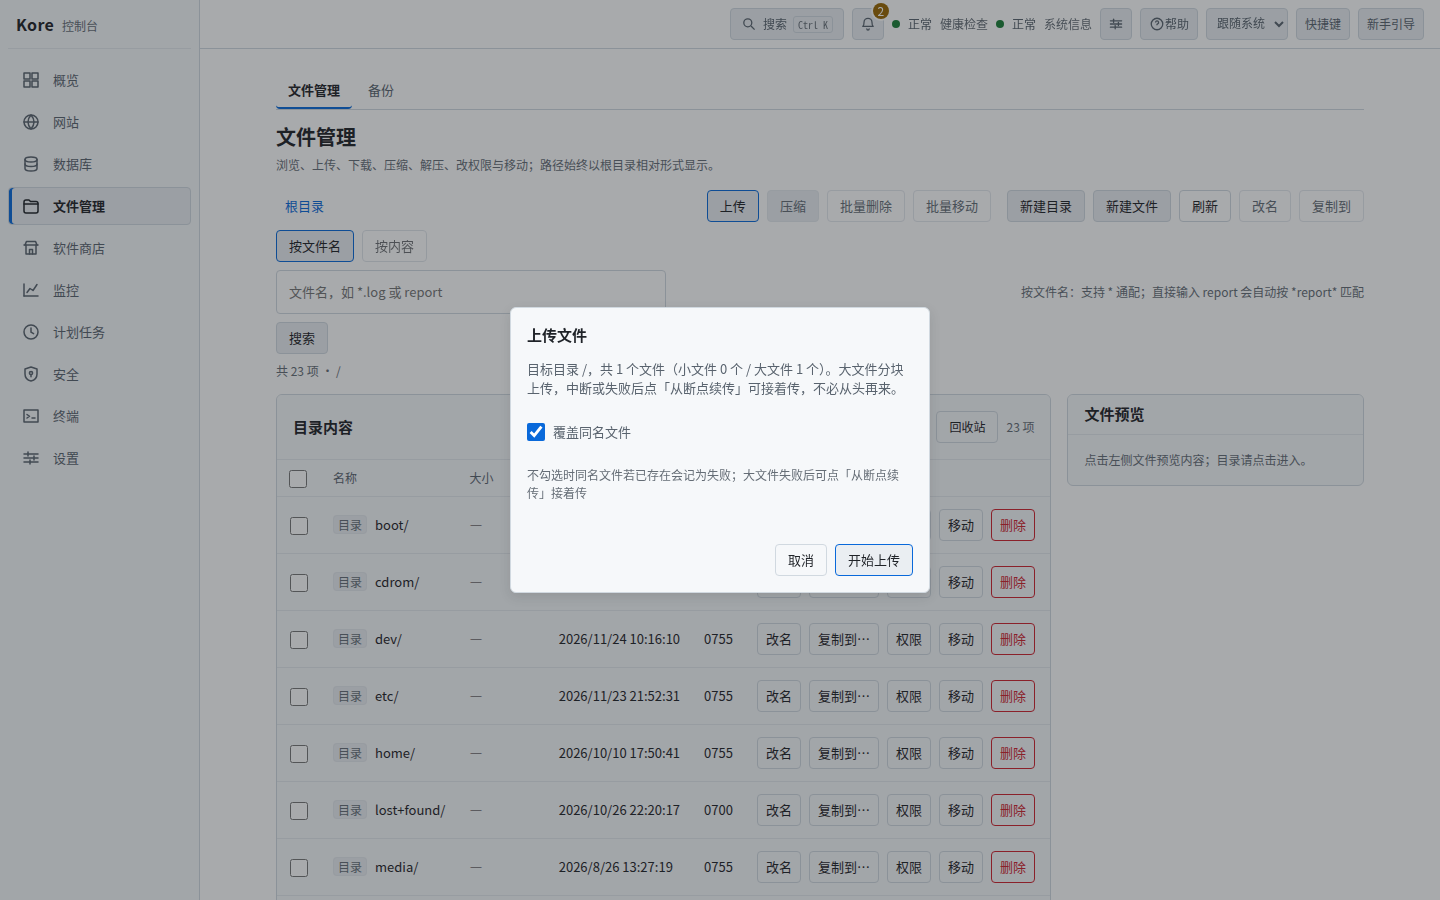 Kore 控制台
搜索 Ctrl K
2
正常 健康检查
正常 系统信息
帮助
跟随系统
快捷键
新手引导
概览
网站
数据库
文件管理
软件商店
监控
计划任务
安全
终端
设置
文件管理 备份
文件管理
浏览、上传、下载、压缩、解压、改权限与移动；路径始终以根目录相对形式显示。
根目录
上传 压缩 批量删除 批量移动 新建目录 新建文件 刷新 改名 复制到
按文件名 按内容
文件名，如 *.log 或 report
按文件名：支持 * 通配；直接输入 report 会自动按 *report* 匹配
搜索
共 23 项 · /
目录内容
回收站 23 项
名称 大小
目录 boot/ — 移动 删除
目录 cdrom/ — 移动 删除
目录 dev/ — 2026/11/24 10:16:10 0755 改名 复制到… 权限 移动 删除
目录 etc/ — 2026/11/23 21:52:31 0755 改名 复制到… 权限 移动 删除
目录 home/ — 2026/10/10 17:50:41 0755 改名 复制到… 权限 移动 删除
目录 lost+found/ — 2026/10/26 22:20:17 0700 改名 复制到… 权限 移动 删除
目录 media/ — 2026/8/26 13:27:19 0755 改名 复制到… 权限 移动 删除
文件预览
点击左侧文件预览内容；目录请点击进入。
上传文件
目标目录 /，共 1 个文件（小文件 0 个 / 大文件 1 个）。大文件分块
上传，中断或失败后点「从断点续传」可接着传，不必从头再来。
覆盖同名文件
不勾选时同名文件若已存在会记为失败；大文件失败后可点「从断点续
传」接着传
取消 开始上传